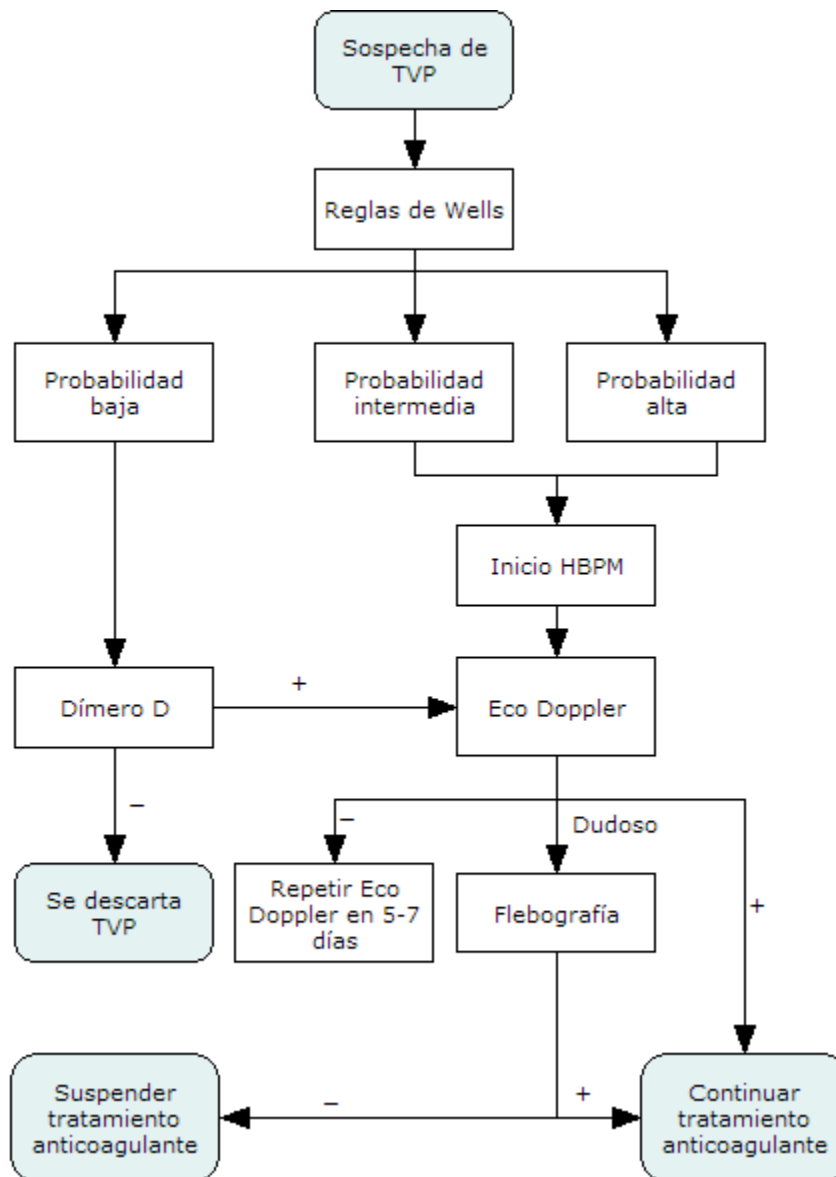 Sospecha de
TVP
Reglas de Wells
Probabilidad
baja
Probabilidad
intermedia
Probabilidad
alta
Inicio HBPM
Dímero D
+
Eco Doppler
–
–
Dudoso
+
Se descarta
TVP
Repetir Eco
Doppler en 5-7
días
Flebografía
Suspender
tratamiento
anticoagulante
–
+
Continuar
tratamiento
anticoagulante